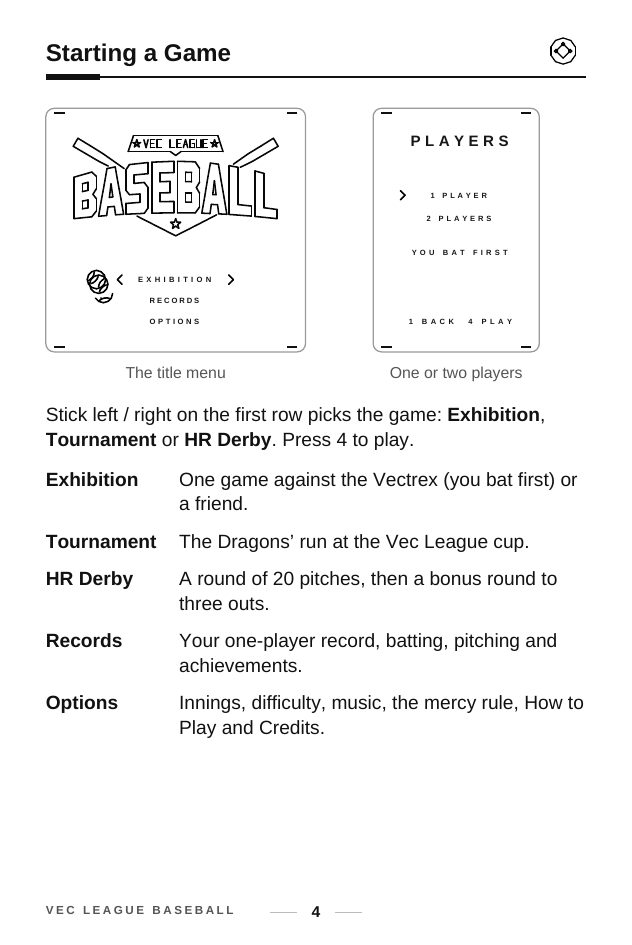 Starting a Game
VEC LEAGUE
BASEBALL
EXHIBITION
RECORDS
OPTIONS
The title menu
PLAYERS
1 PLAYER
2 PLAYERS
YOU BAT FIRST
1 BACK 4 PLAY
One or two players
Stick left / right on the first row picks the game: Exhibition,
Tournament or HR Derby. Press 4 to play.
Exhibition One game against the Vectrex (you bat first) or
a friend.
Tournament The Dragons’ run at the Vec League cup.
HR Derby A round of 20 pitches, then a bonus round to
three outs.
Records Your one-player record, batting, pitching and
achievements.
Options Innings, difficulty, music, the mercy rule, How to
Play and Credits.
VEC LEAGUE BASEBALL 4